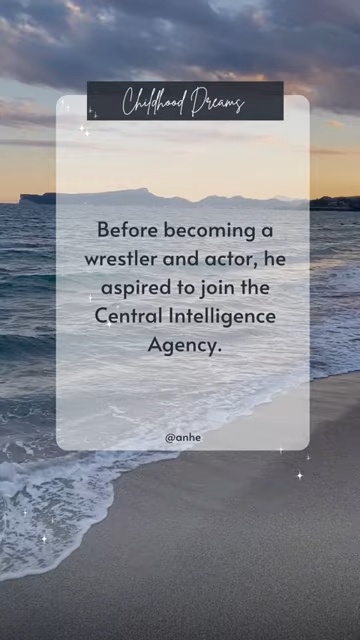 Childhood Dreams
Before becoming a
wrestler and actor, he
aspired to join the
Central Intelligence
Agency.
@anhe